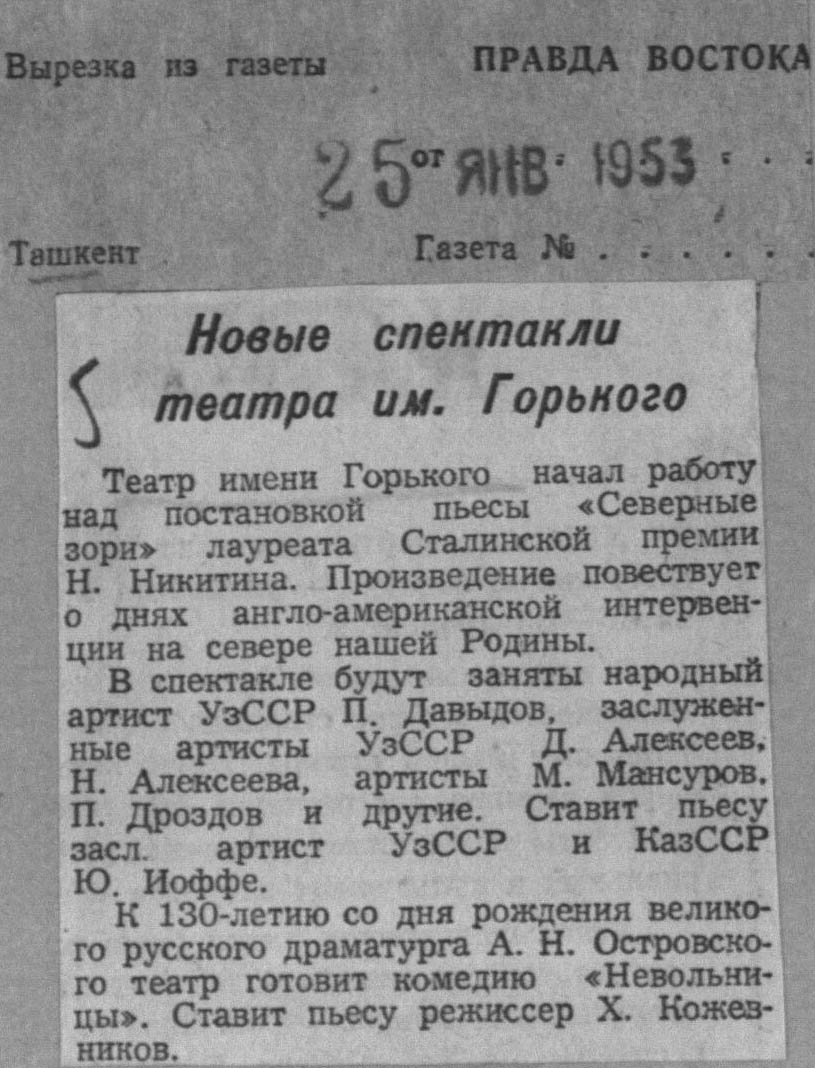 Вырезка из газеты ПРАВДА ВОСТОКА
25 от ЯНВ. 1953 . . .
Ташкент Газета № . . . . . .
Новые спектакли
театра им. Горького
Театр имени Горького начал работу
над постановкой пьесы «Северные
зори» лауреата Сталинской премии
Н. Никитина. Произведение повествует
о днях англо-американской интервен-
ции на севере нашей Родины.
В спектакле будут заняты народный
артист УзССР П. Давыдов, заслужен-
ные артисты УзССР Д. Алексеев,
Н. Алексеева, артисты М. Мансуров,
П. Дроздов и другие. Ставит пьесу
засл. артист УзССР и КазССР
Ю. Иоффе.
К 130-летию со дня рождения велико-
го русского драматурга А. Н. Островско-
го театр готовит комедию «Невольни-
цы». Ставит пьесу режиссер Х. Кожев-
ников.